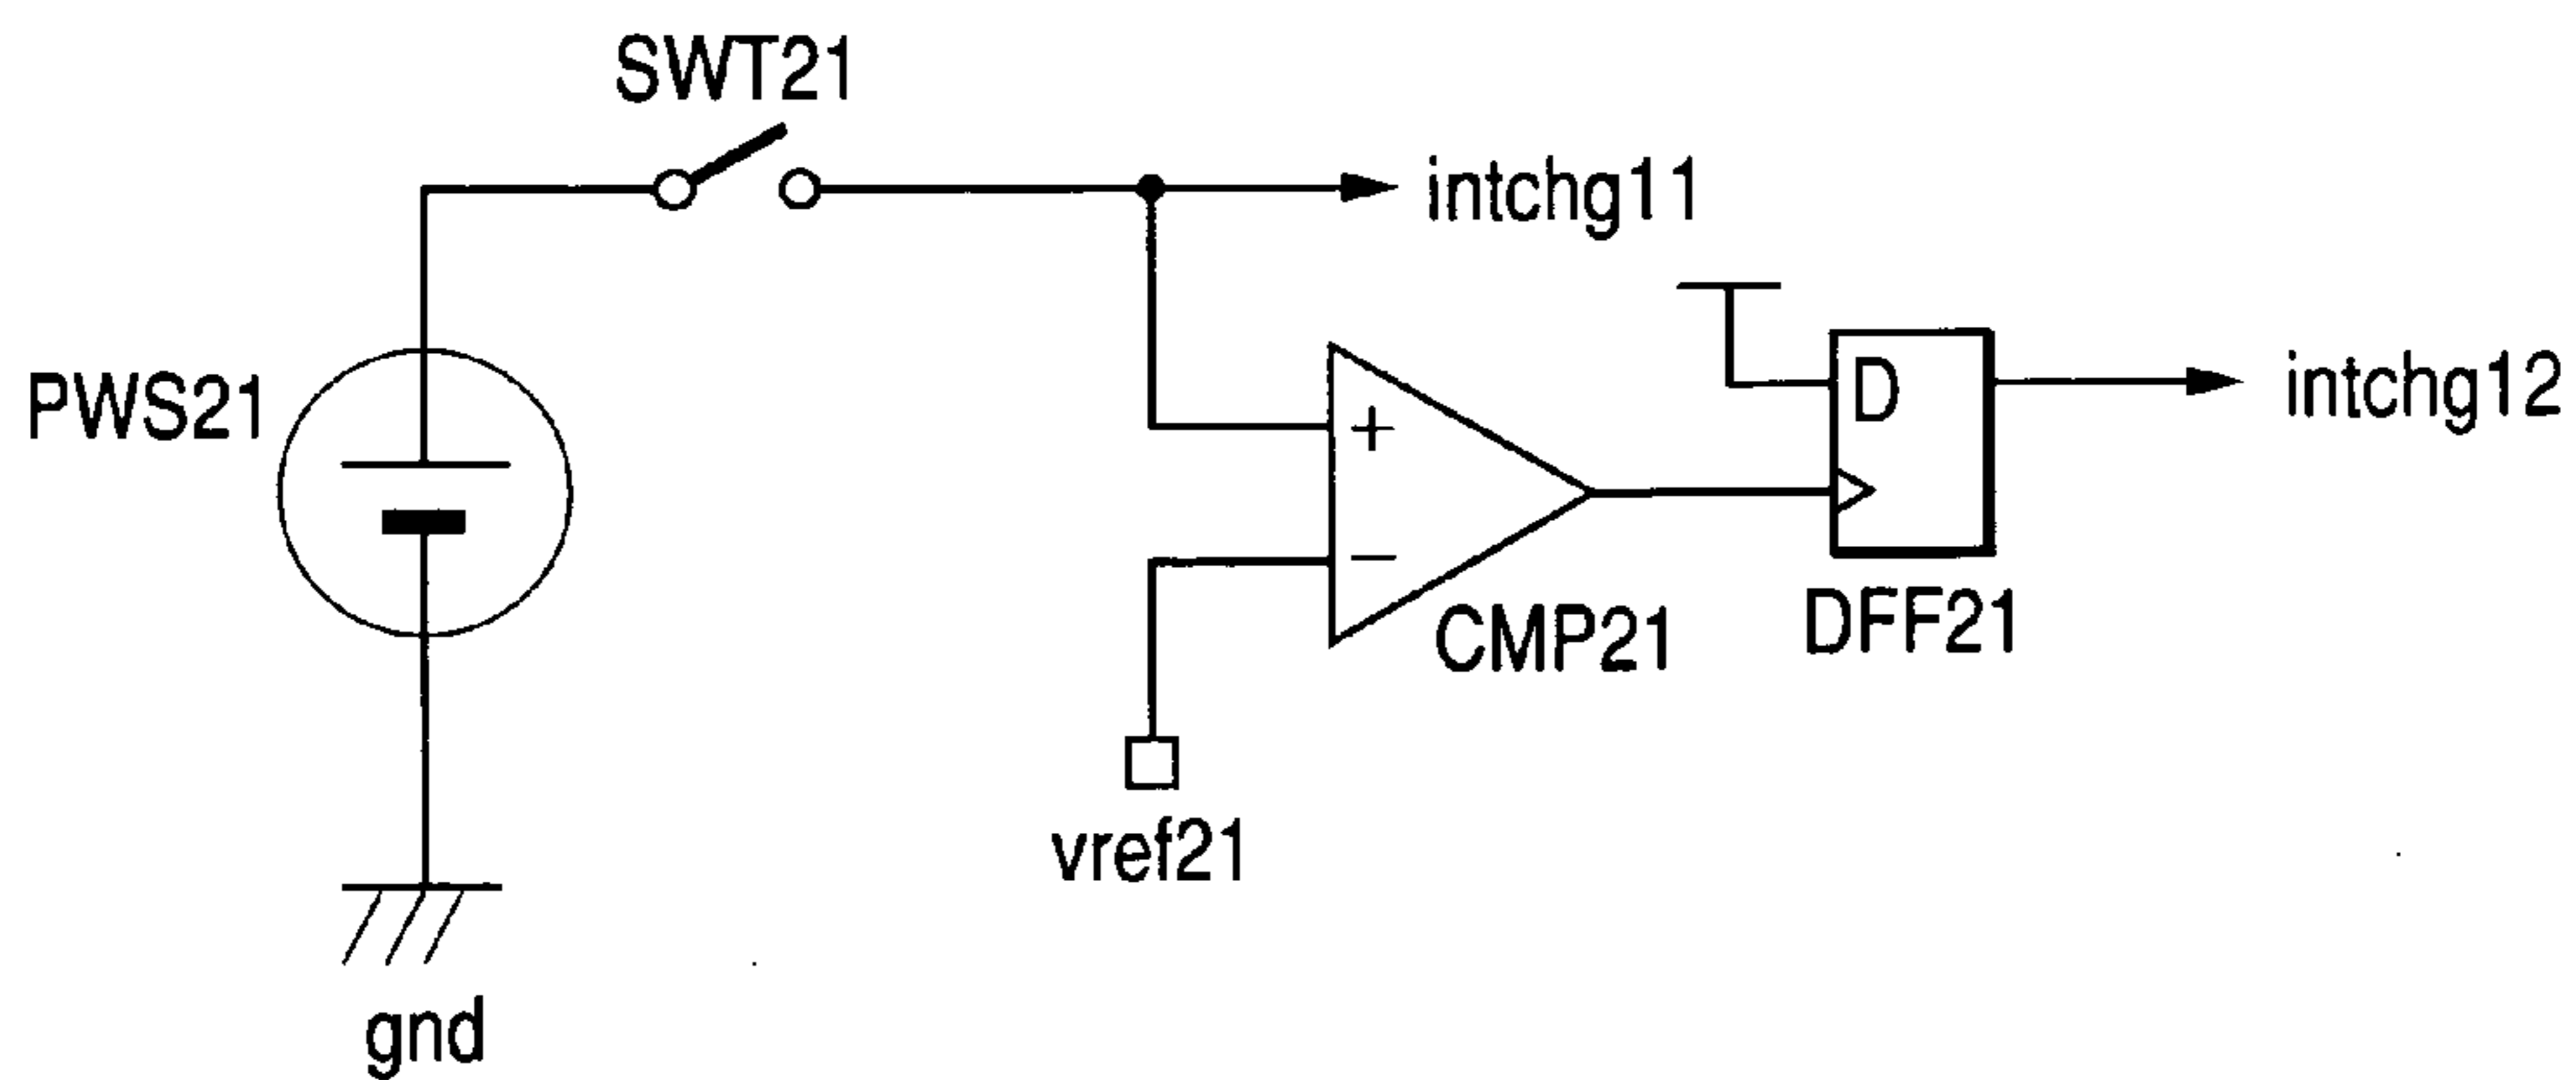 SWT21
intchg11
PWS21
+
D
intchg12
−
CMP21
DFF21
vref21
gnd